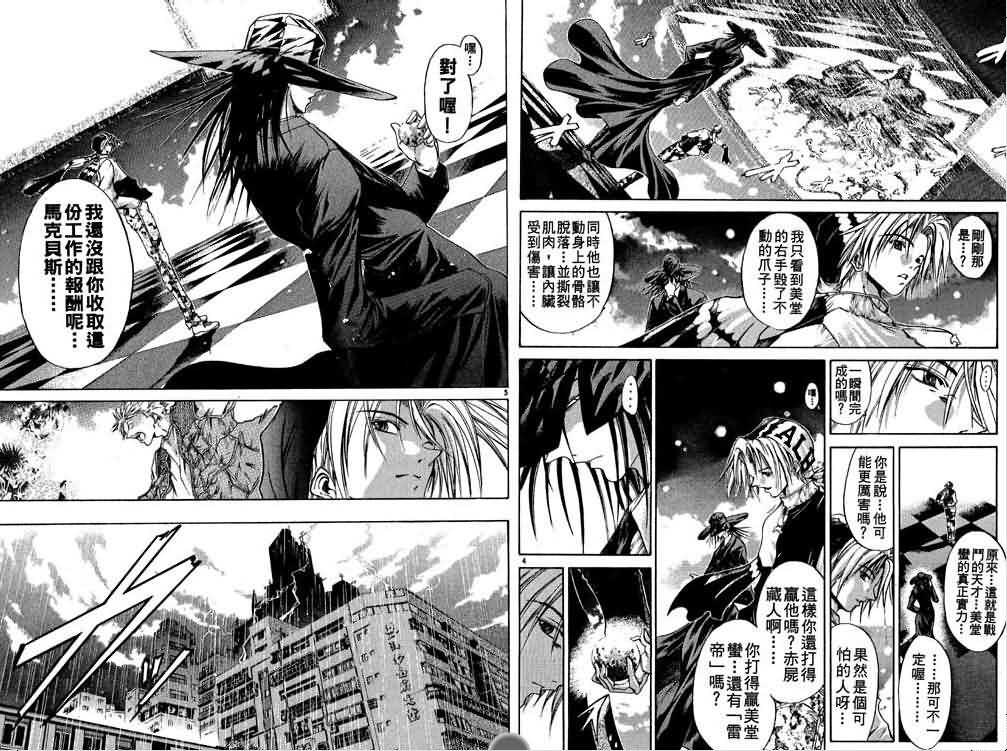 剛剛那
是…?
我只看到美堂
的右手毀了不
動的爪子…
同時他也讓不
動身上的骨骼
脫落…並撕裂
肌肉，讓內臟
受到傷害…
一瞬間完
成的嗎?
原來…這就是戰
鬥的天才…美堂
蠻的真正實力…
……那可不一
定喔……
你是說…他可
能更厲害嗎?
果然是個可
怕的人呀…
嘿…
這樣你還打得
贏他嗎?赤屍
藏人啊……
你打得贏美堂
蠻…還有「雷
帝」嗎?
…
4
嘿…
對了喔!
我還沒跟你收取這
份工作的報酬呢…
馬克貝斯……
5